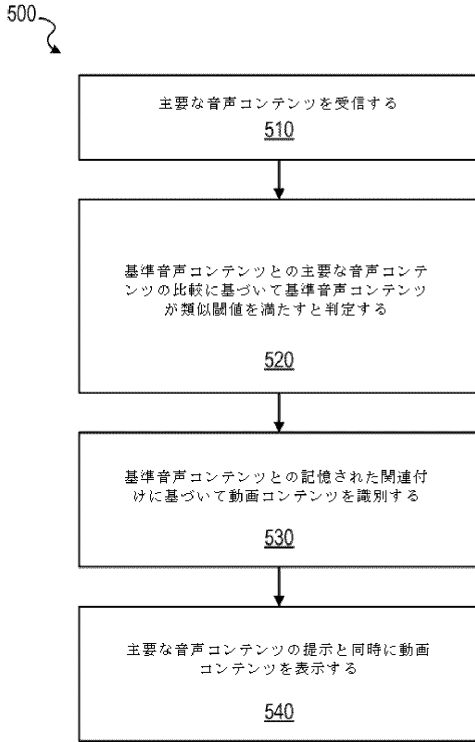 500
主要な音声コンテンツを受信する
510
基準音声コンテンツとの主要な音声コンテ
ンツの比較に基づいて基準音声コンテンツ
が類似閾値を満たすと判定する
520
基準音声コンテンツとの記憶された関連付
けに基づいて動画コンテンツを識別する
530
主要な音声コンテンツの提示と同時に動画
コンテンツを表示する
540